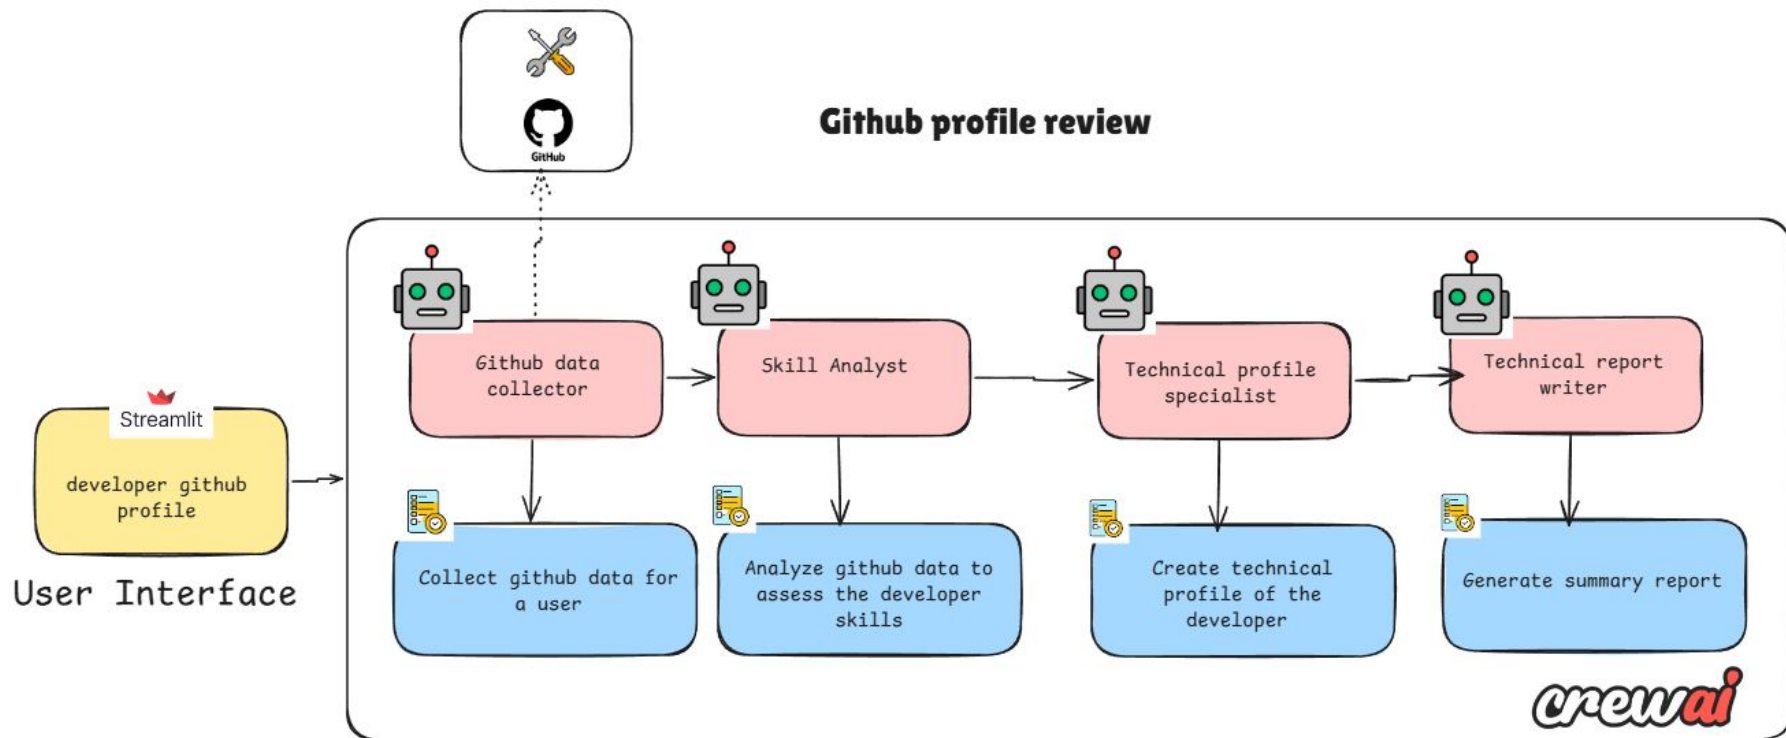 GitHub
Github profile review
Github data
collector
Skill Analyst
Technical profile
specialist
Technical report
writer
Streamlit
developer github
profile
User Interface
Collect github data for
a user
Analyze github data to
assess the developer
skills
Create technical
profile of the
developer
Generate summary report
crewai